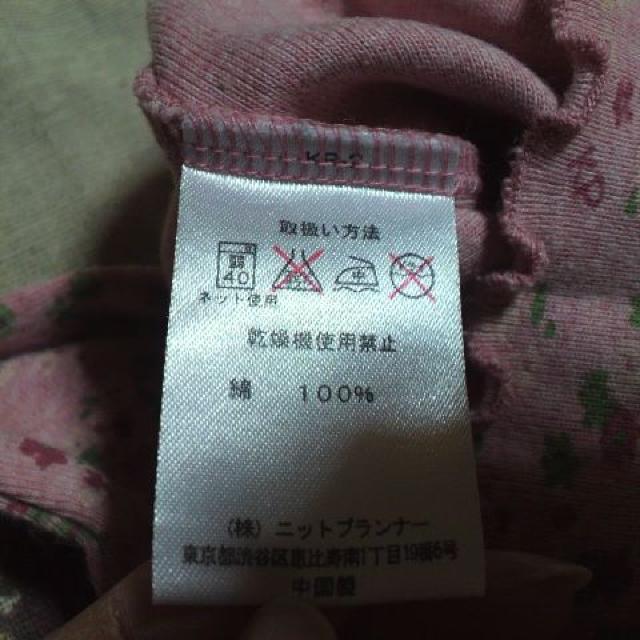 取扱い方法
弱
40
中
ネット使用
乾燥機使用禁止
綿 100%
(株) ニットプランナー
東京都渋谷区恵比寿南1丁目19番6号
中国製